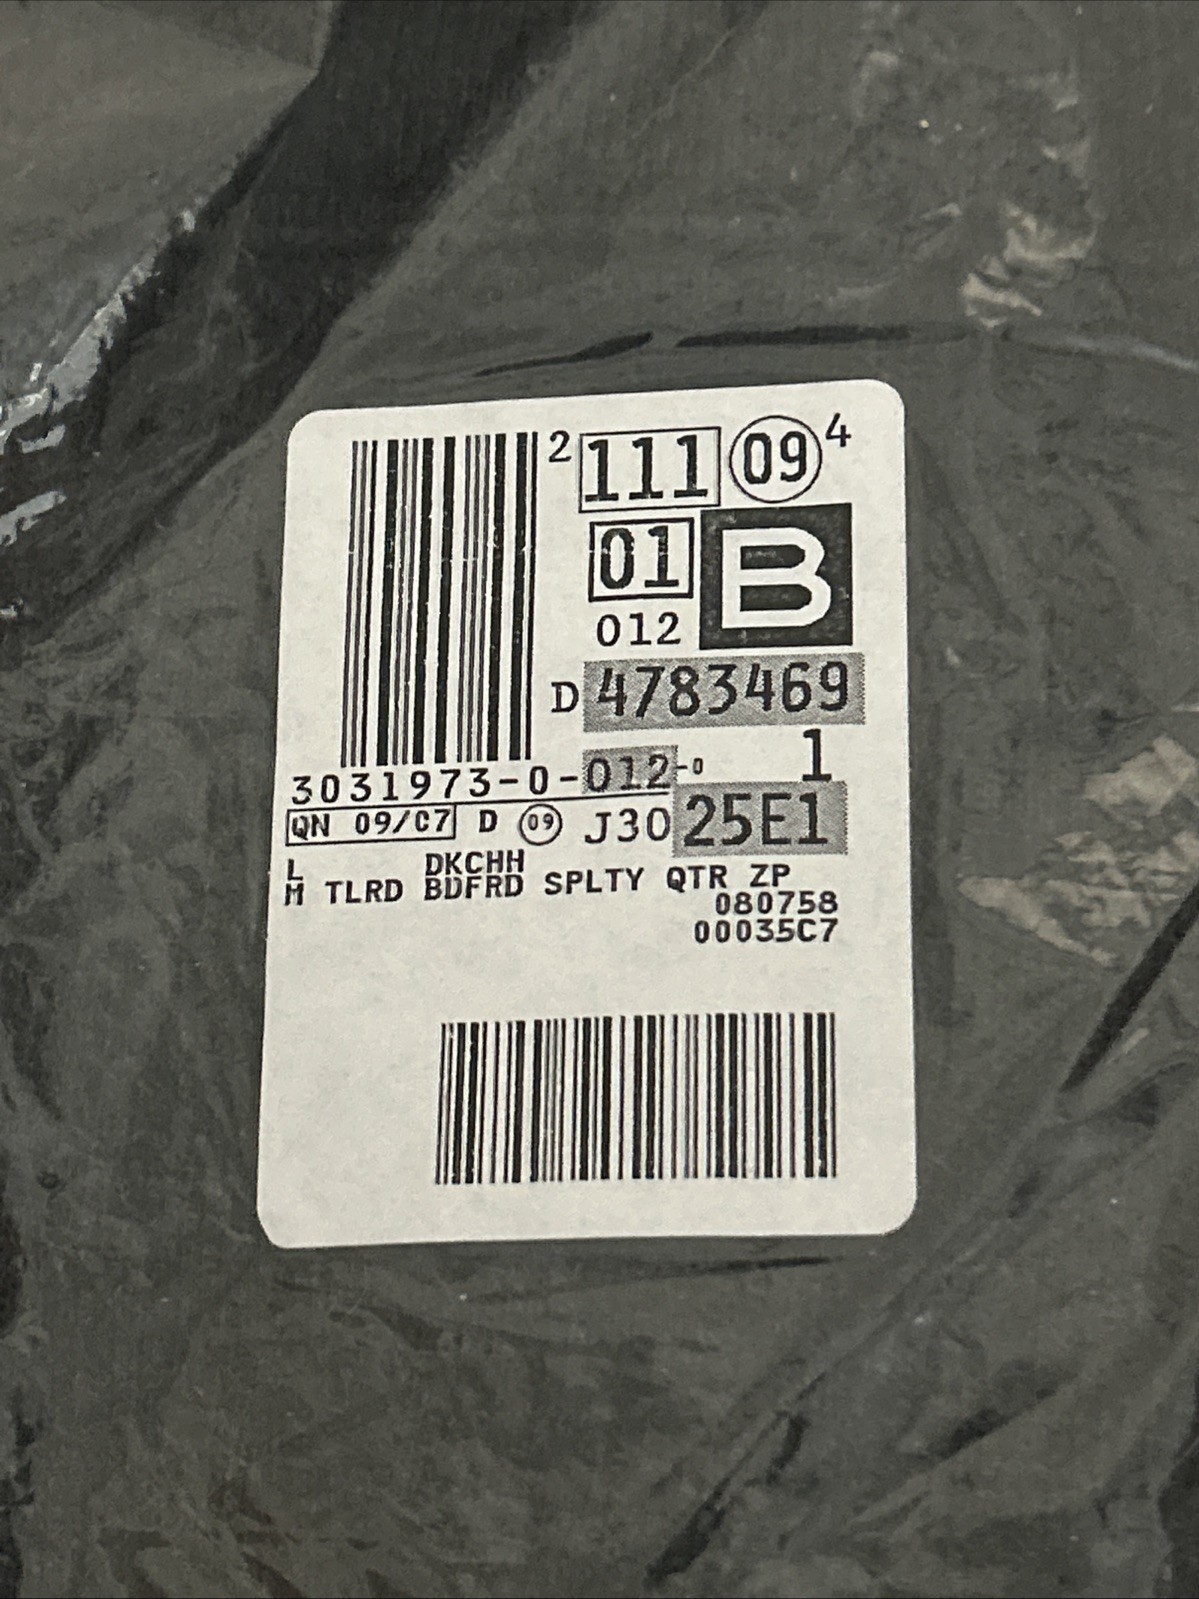 2 111 09 4
01 B
012
D 4783469
1
3031973-0-012-0
QN 09/C7 D 09 J30 25E1
L DKCHH
M TLRD BDFRD SPLTY QTR ZP
080758
00035C7